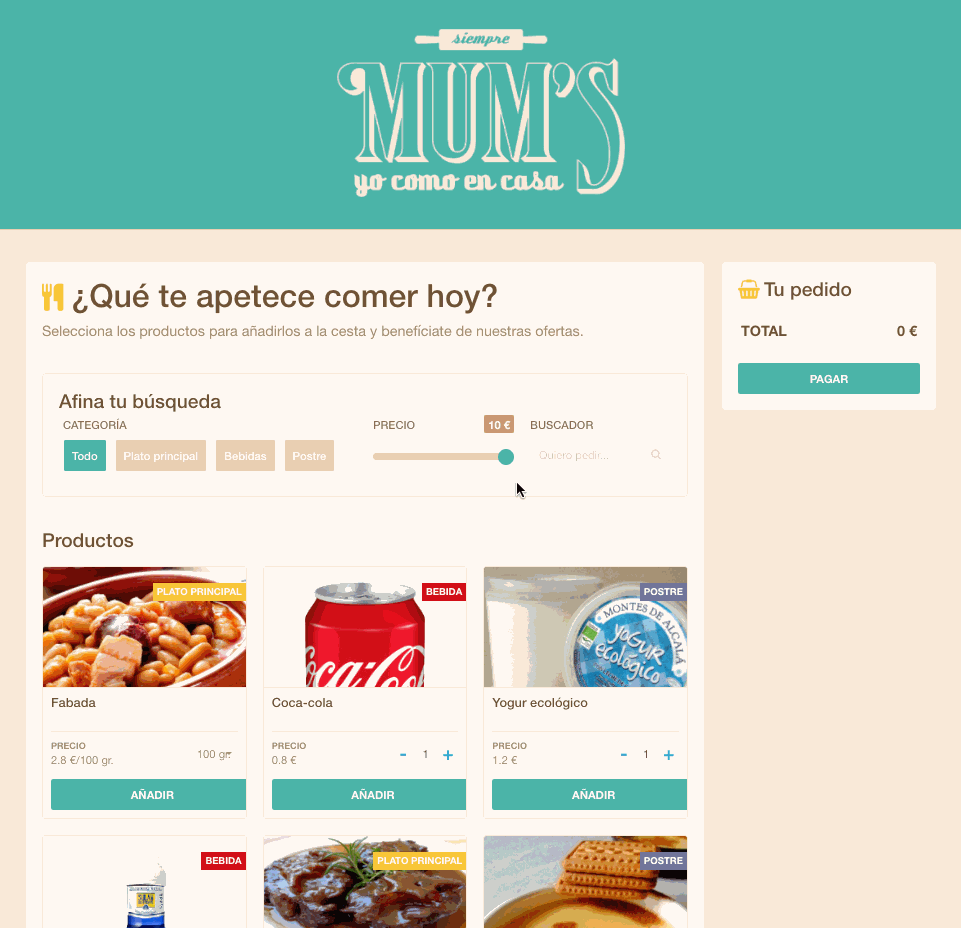 siempre
MUM'S
yo como en casa
¿Qué te apetece comer hoy?
Selecciona los productos para añadirlos a la cesta y benefíciate de nuestras ofertas.
Tu pedido
TOTAL 0 €
PAGAR
Afina tu búsqueda
CATEGORÍA PRECIO 10 € BUSCADOR
Todo Plato principal Bebidas Postre Quiero pedir...
Productos
PLATO PRINCIPAL
BEBIDA
Coca-Co
POSTRE
MONTES DE ALCALÁ
YOGUR
ecológico
Fabada
PRECIO
2.8 €/100 gr.
100 gr.
AÑADIR
Coca-cola
PRECIO
0.8 €
- 1 +
AÑADIR
Yogur ecológico
PRECIO
1.2 €
- 1 +
AÑADIR
BEBIDA
PLATO PRINCIPAL
POSTRE